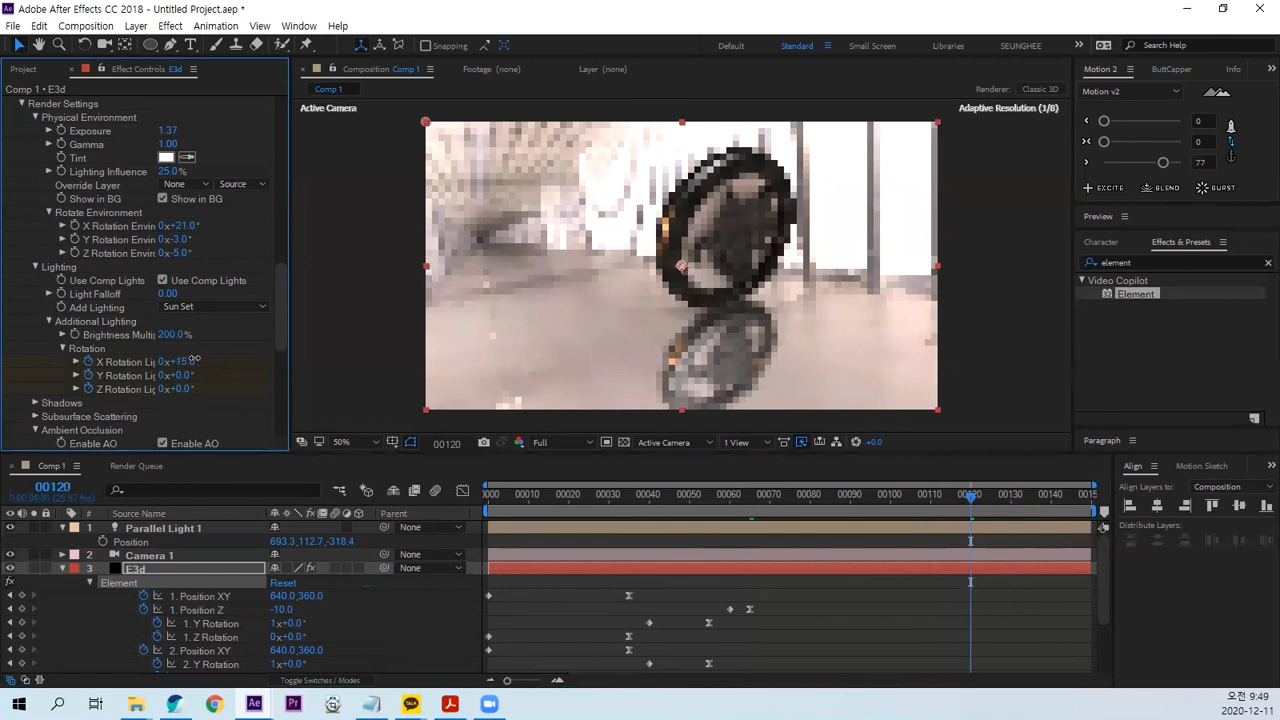 Adobe After Effects CC 2018 - Untitled Project.aep *
File Edit Composition Layer Effect Animation View Window Help
Snapping Default Standard Small Screen Libraries SEUNGHEE Search Help
Project Effect Controls E3d Composition Comp 1 Footage (none) Layer (none) Motion 2 ButtCapper Info
Comp 1 • E3d Comp 1 Renderer: Classic 3D Motion v2
Render Settings Active Camera Adaptive Resolution (1/8)
Physical Environment
Exposure 1.37 0
Gamma 1.00 0
Tint 77
Lighting Influence 25.0 %
Override Layer None Source EXCITE BLEND BURST
Show in BG Show in BG
Rotate Environment Preview
X Rotation Envir 0x+21.0°
Y Rotation Envir 0x-3.0° Character Effects & Presets
Z Rotation Envir 0x-5.0° element
Lighting
Use Comp Lights Use Comp Lights Video Copilot
Light Falloff 0.00 Element
Add Lighting Sun Set
Additional Lighting
Brightness Multi 200.0 %
Rotation
X Rotation Lig 0x+15.0°
Y Rotation Lig 0x+0.0°
Z Rotation Lig 0x+0.0°
Shadows
Subsurface Scattering
Ambient Occlusion
Enable AO Enable AO 50% 00120 Full Active Camera 1 View +0.0 Paragraph
Comp 1 Render Queue Align Motion Sketch
00120 0000 00010 00020 00030 00040 00050 00060 00070 00080 00090 00100 00110 00120 00130 00140 0015 Align Layers to: Composition
0:00:04:05 (25.97 fps)
# Source Name Parent
1 Parallel Light 1 None Distribute Layers:
Position 693.3,112.7,-318.4
2 Camera 1 None
3 E3d None
Element Reset
1. Position XY 640.0,360.0
1. Position Z -10.0
1. Y Rotation 1x+0.0°
1. Z Rotation 0x+0.0°
2. Position XY 640.0,360.0
2. Y Rotation 1x+0.0°
Toggle Switches / Modes
Ae Pr TALK
오전 9:49
2020-12-11